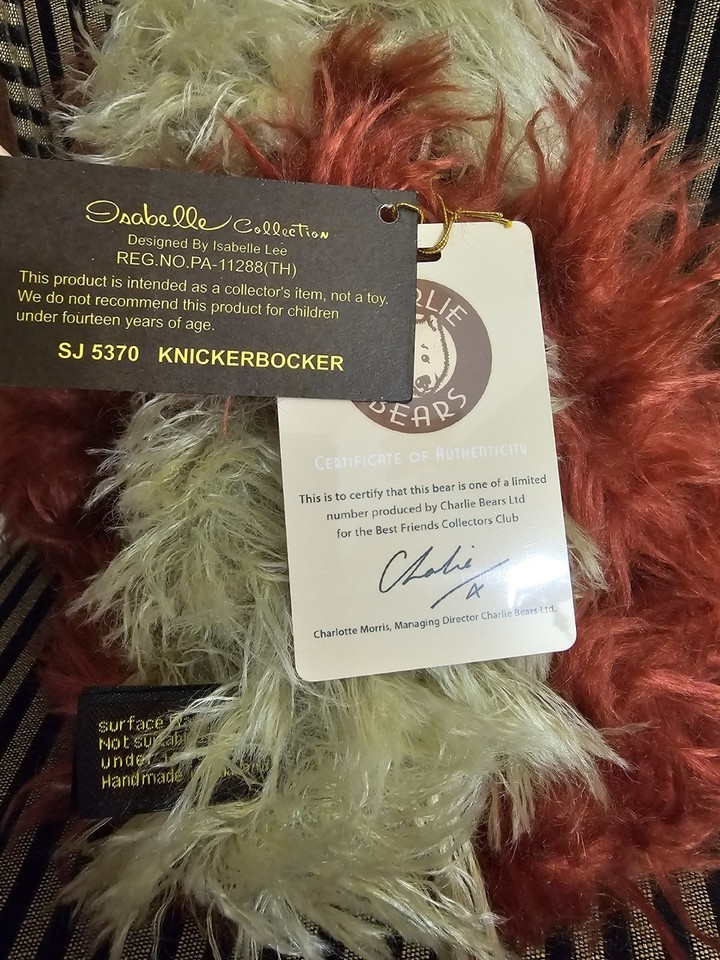 Isabelle Collection
Designed By Isabelle Lee
REG.NO.PA-11288(TH)
This product is intended as a collector's item, not a toy.
We do not recommend this product for children
under fourteen years of age.
SJ 5370 KNICKERBOCKER
BEARS
CERTIFICATE OF AUTHENTICITY
This is to certify that this bear is one of a limited
number produced by Charlie Bears Ltd
for the Best Friends Collectors Club
Charlie
Charlotte Morris, Managing Director Charlie Bears Ltd.
surface
Not
under
Handmade